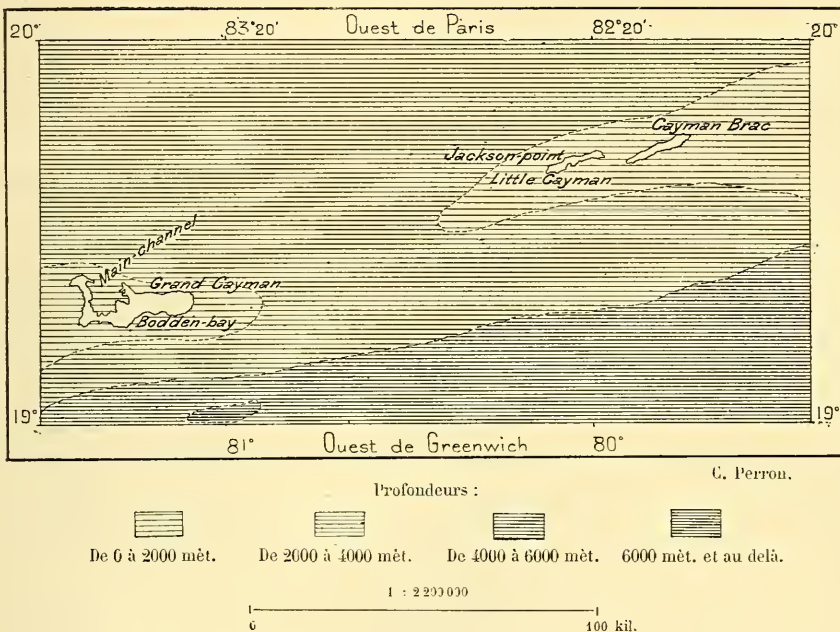 83°20' Ouest de Pàris 82°20'
20° 20°
Cayman Brac
Jackson-point
Little Cayman
Main-channel
Grand Cayman
Bodden-bay
19° 19°
81° Ouest de Greenwich 80°
C. Perron.
Profondeurs :
De 0 à 2000 mèt. De 2000 à 4000 mèt. De 4000 à 6000 mèt. 6000 mèt. et au delà.
1 : 2 200 000
0 100 kil.